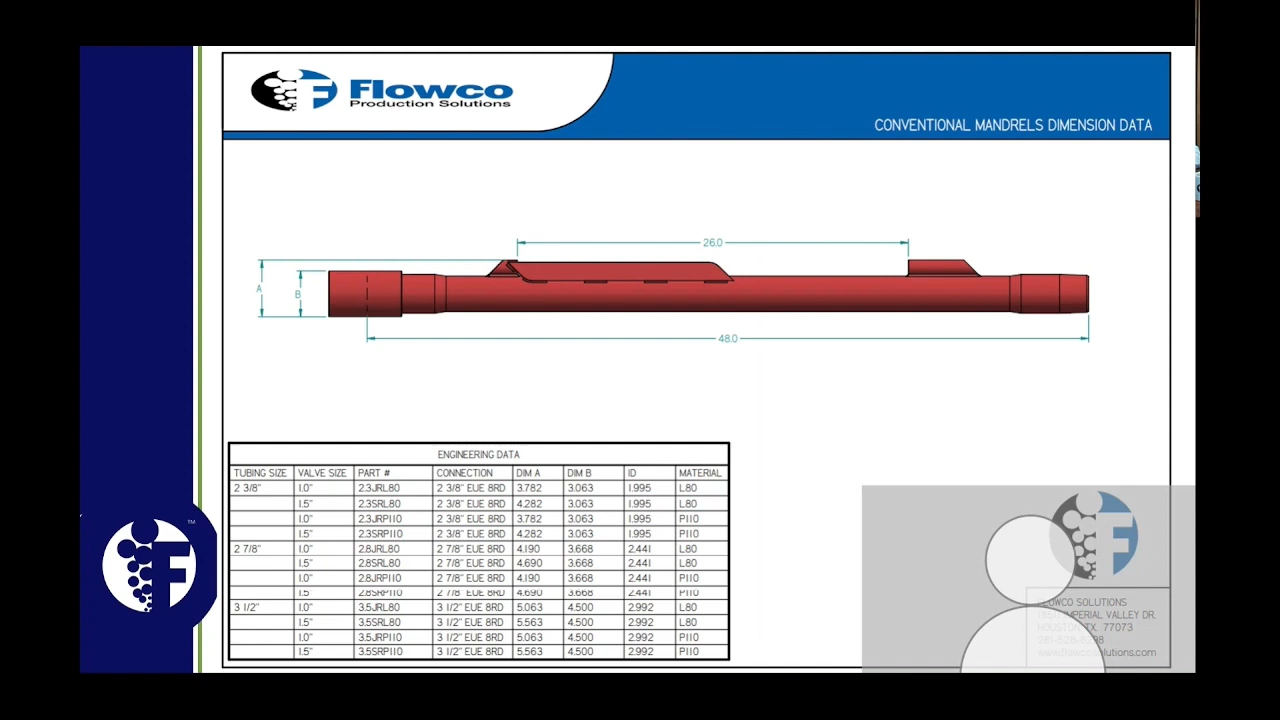 Flowco
Production Solutions
CONVENTIONAL MANDRELS DIMENSION DATA
26.0
A
B
48.0
ENGINEERING DATA
TUBING SIZE VALVE SIZE PART # CONNECTION DIM A DIM B ID MATERIAL
2 3/8" 1.0" 2.3JRL80 2 3/8" EUE 8RD 3.782 3.063 1.995 L80
1.5" 2.3SRL80 2 3/8" EUE 8RD 4.282 3.063 1.995 L80
1.0" 2.3JRP110 2 3/8" EUE 8RD 3.782 3.063 1.995 P110
1.5" 2.3SRP110 2 3/8" EUE 8RD 4.282 3.063 1.995 P110
2 7/8" 1.0" 2.8JRL80 2 7/8" EUE 8RD 4.190 3.668 2.441 L80
1.5" 2.8SRL80 2 7/8" EUE 8RD 4.690 3.668 2.441 L80
1.0" 2.8JRP110 2 7/8" EUE 8RD 4.190 3.668 2.441 P110
1.5" 2.8SRP110 2 7/8" EUE 8RD 4.690 3.668 2.441 P110
3 1/2" 1.0" 3.5JRL80 3 1/2" EUE 8RD 5.063 4.500 2.992 L80
1.5" 3.5SRL80 3 1/2" EUE 8RD 5.563 4.500 2.992 L80
1.0" 3.5JRP110 3 1/2" EUE 8RD 5.063 4.500 2.992 P110
1.5" 3.5SRP110 3 1/2" EUE 8RD 5.563 4.500 2.992 P110
F
TM
FLOWCO SOLUTIONS
IMPERIAL VALLEY DR.
HOUSTON TX. 77073
www.flowcosolutions.com